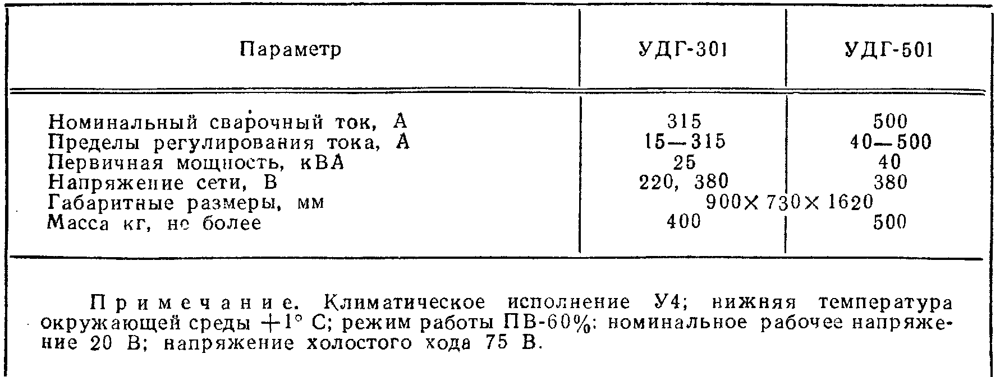 Параметр УДГ-301 УДГ-501
Номинальный сварочный ток, А 315 500
Пределы регулирования тока, А 15—315 40—500
Первичная мощность, кВА 25 40
Напряжение сети, В 220, 380 380
Габаритные размеры, мм 900×730×1620
Масса кг, не более 400 500
Примечание. Климатическое исполнение У4; нижняя температура
окружающей среды +1° С; режим работы ПВ-60%; номинальное рабочее напряже-
ние 20 В; напряжение холостого хода 75 В.